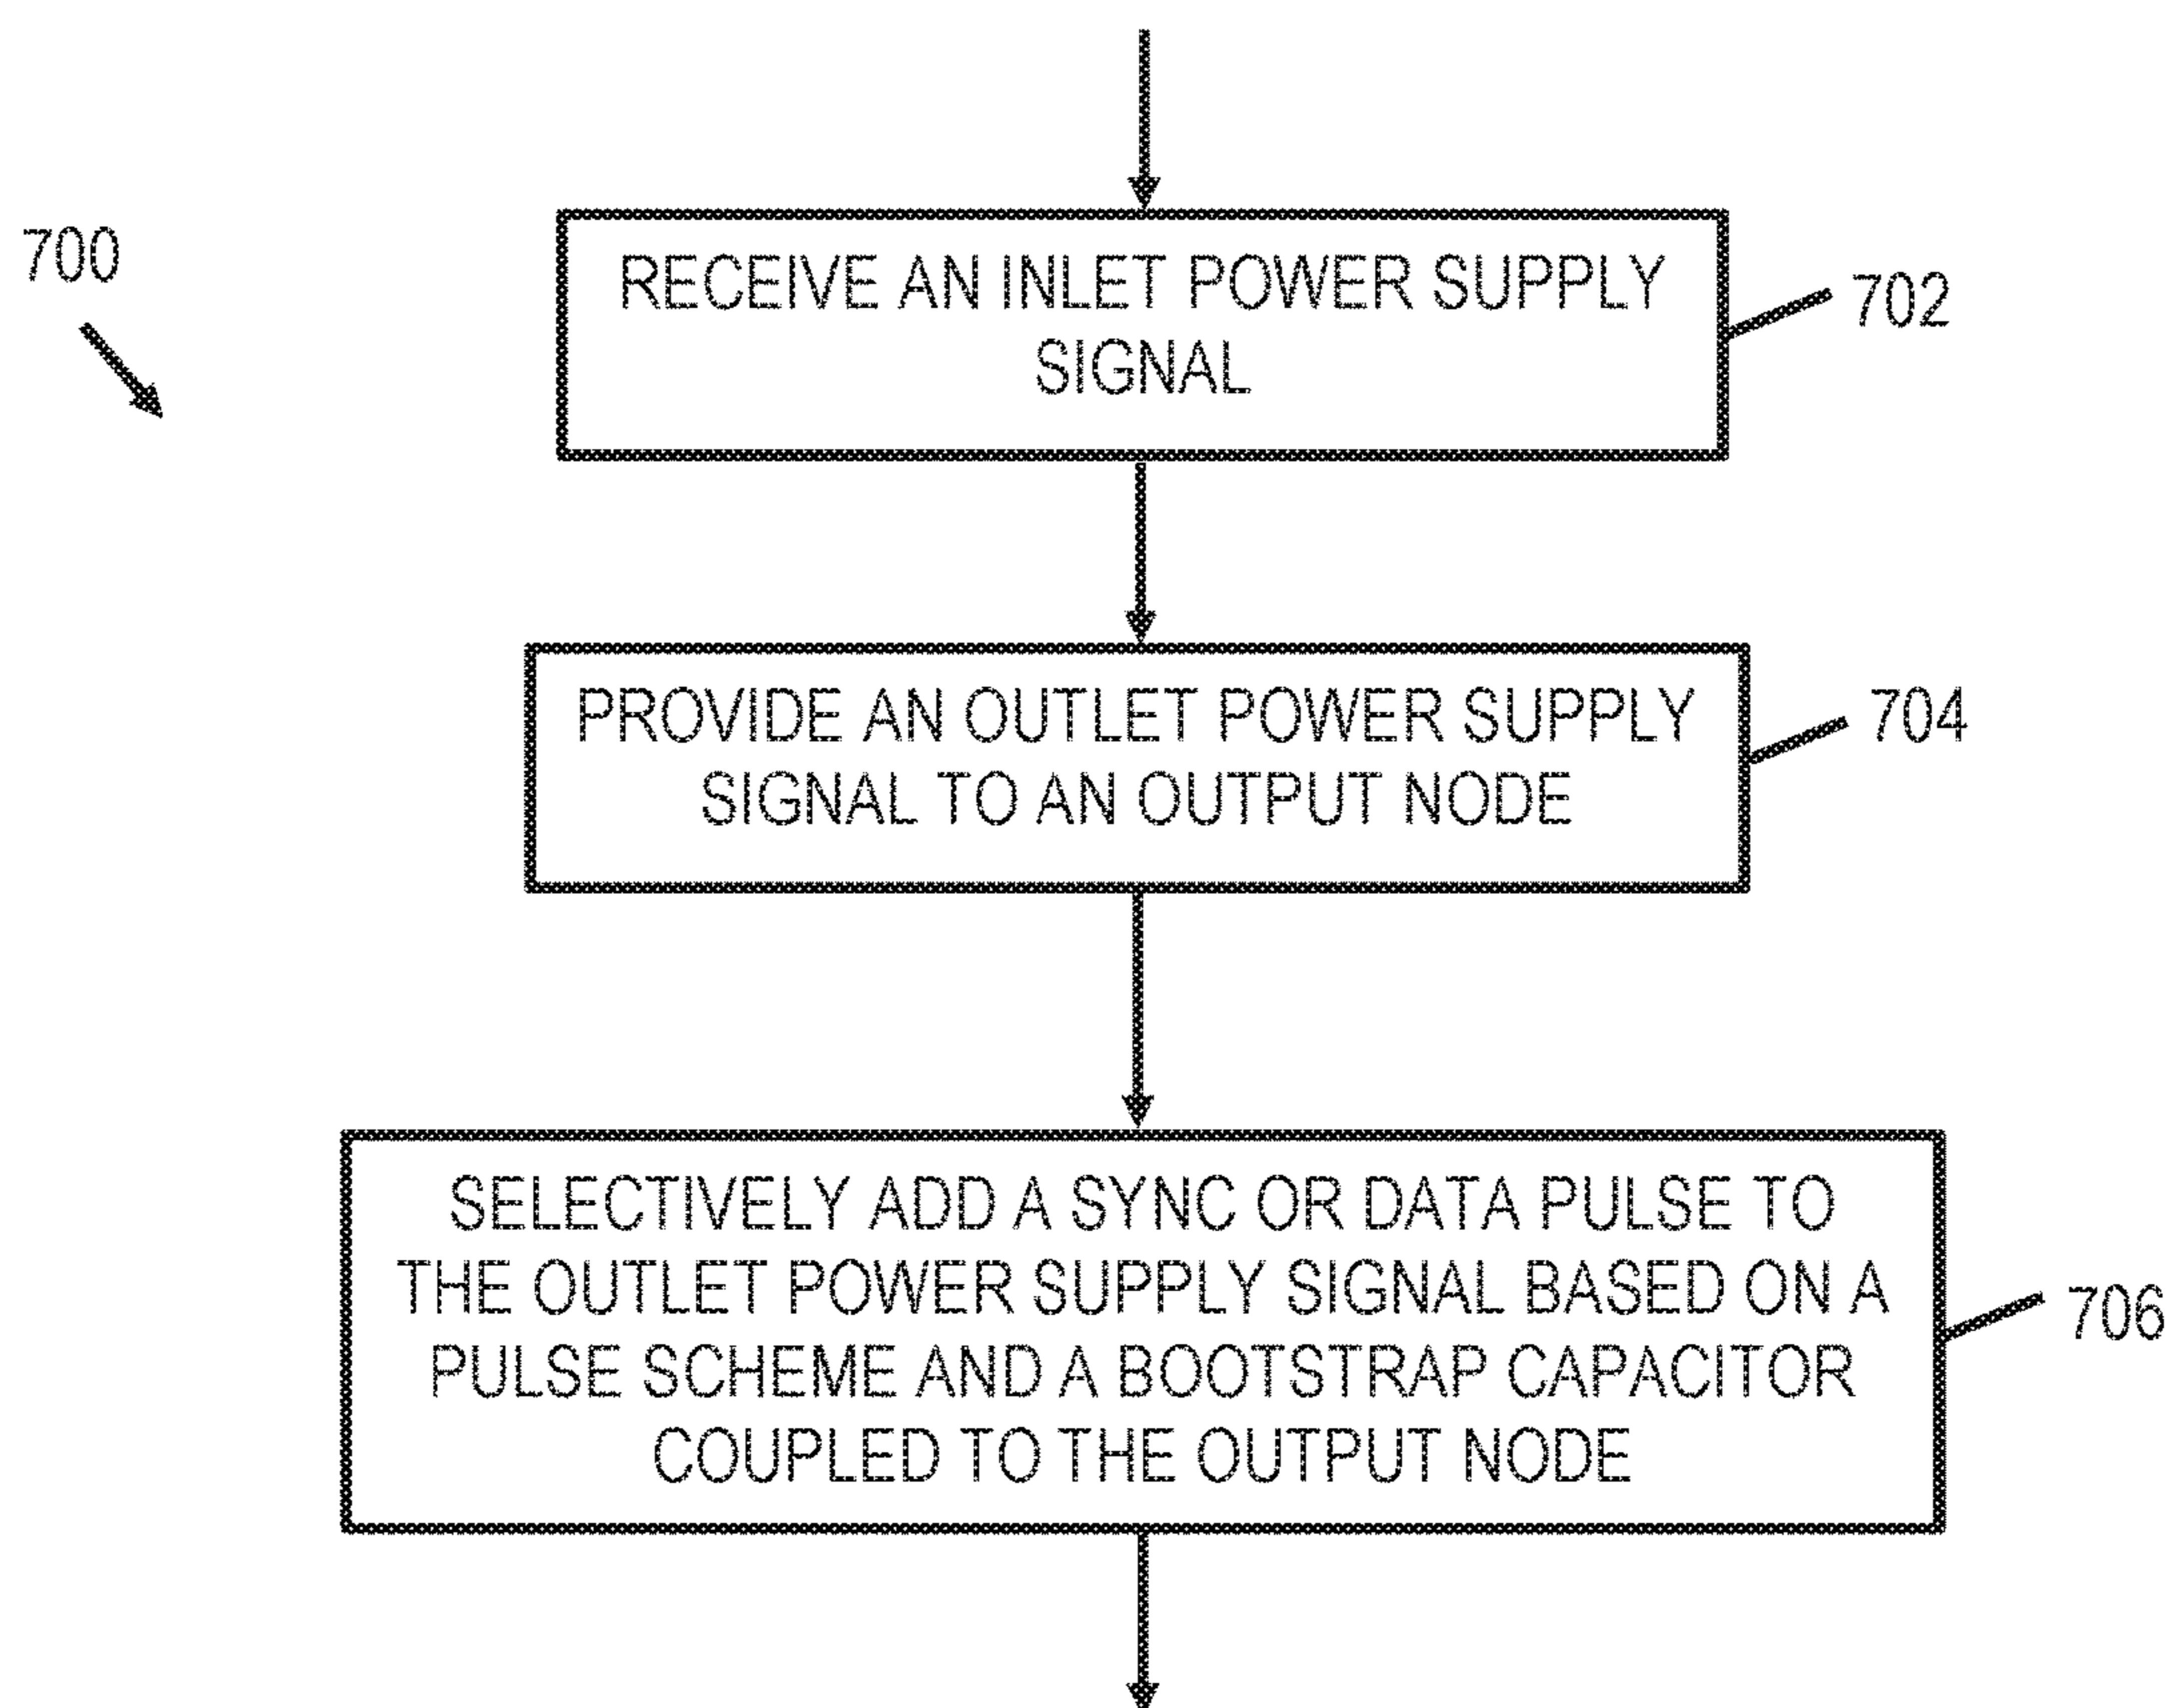 700
RECEIVE AN INLET POWER SUPPLY
SIGNAL
702
PROVIDE AN OUTLET POWER SUPPLY
SIGNAL TO AN OUTPUT NODE
704
SELECTIVELY ADD A SYNC OR DATA PULSE TO
THE OUTLET POWER SUPPLY SIGNAL BASED ON A
PULSE SCHEME AND A BOOTSTRAP CAPACITOR
COUPLED TO THE OUTPUT NODE
706